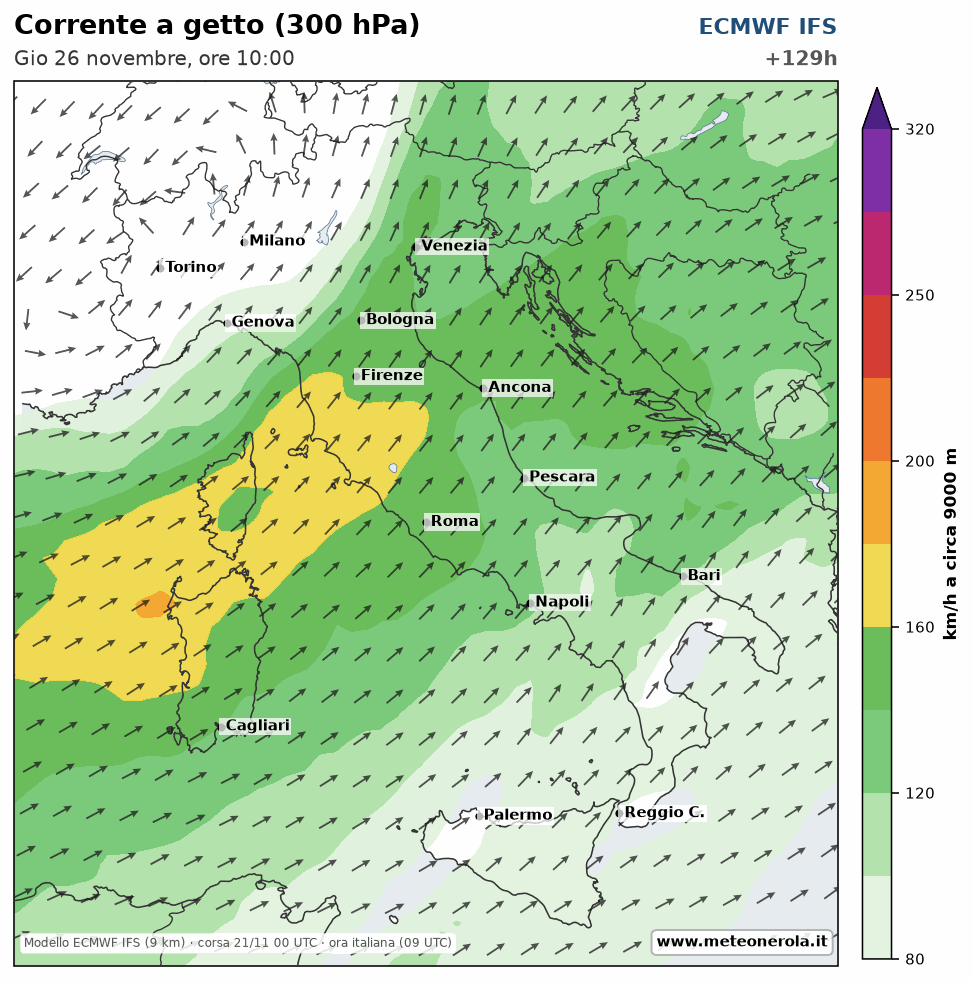 Corrente a getto (300 hPa)
ECMWF IFS
Gio 26 novembre, ore 10:00
+129h
320
Milano
Venezia
Torino
250
Genova
Bologna
Firenze
Ancona
200
Pescara
Roma
km/h a circa 9000 m
Bari
Napoli
160
Cagliari
120
Palermo
Reggio C.
Modello ECMWF IFS (9 km) · corsa 21/11 00 UTC · ora italiana (09 UTC)
www.meteonerola.it
80